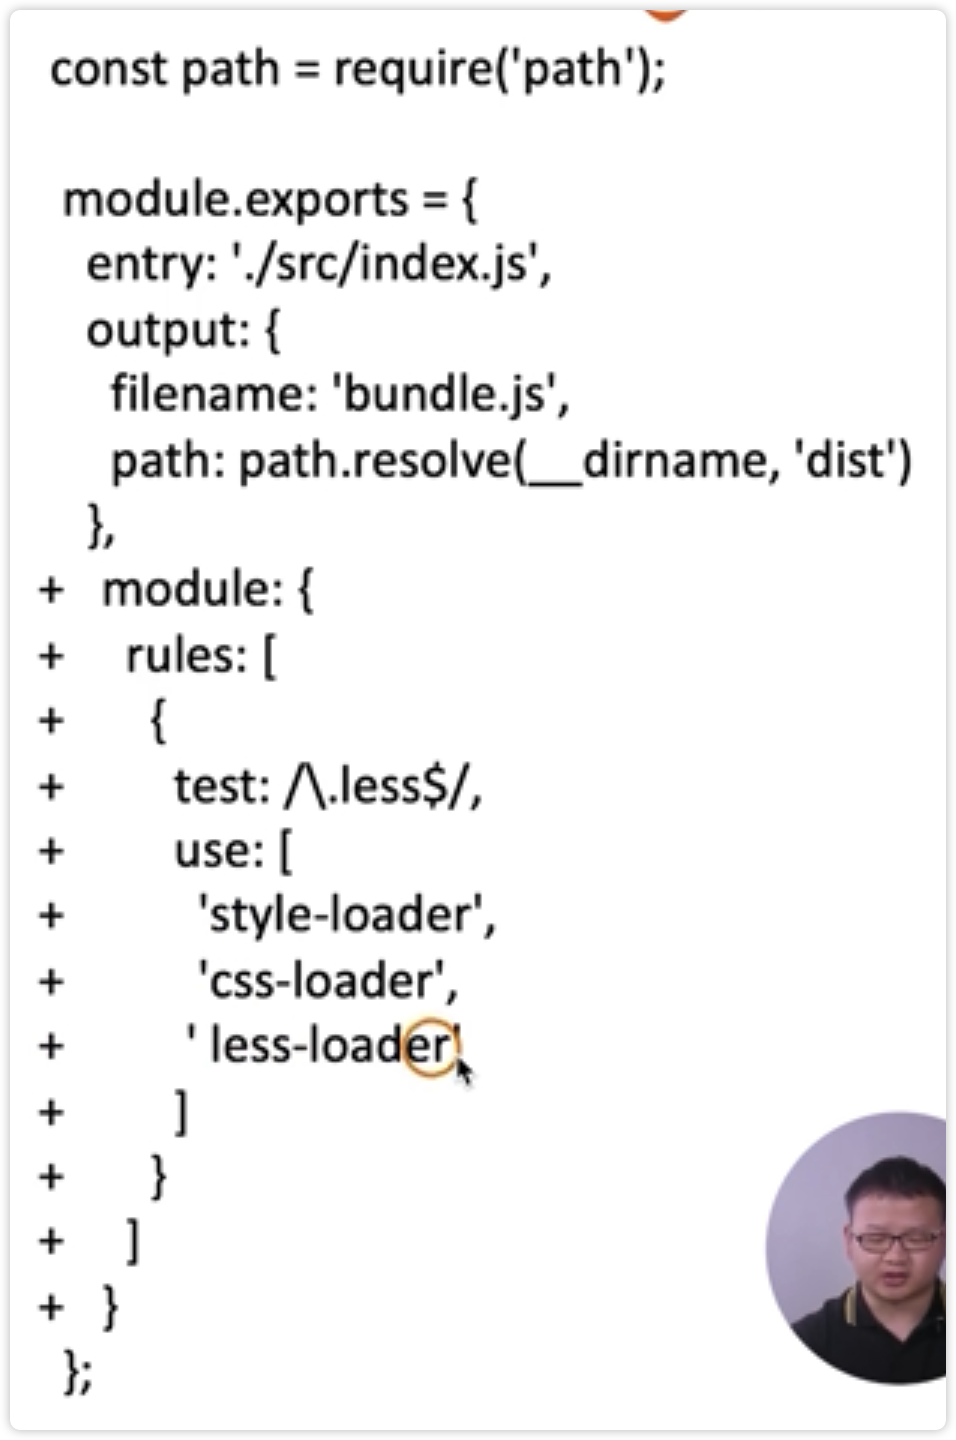 const path = require('path');
module.exports = {
entry: './src/index.js',
output: {
filename: 'bundle.js',
path: path.resolve(__dirname, 'dist')
},
+ module: {
+ rules: [
+ {
+ test: /\.less$/,
+ use: [
+ 'style-loader',
+ 'css-loader',
+ ' less-loader'
+ ]
+ }
+ ]
+ }
};